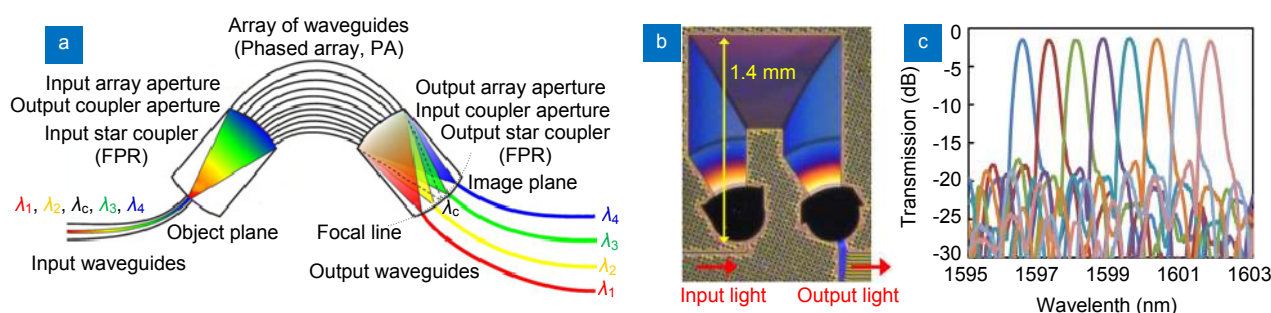 a
Array of waveguides
(Phased array, PA)
Input array aperture
Output coupler aperture
Input star coupler
(FPR)
Output array aperture
Input coupler aperture
Output star coupler
(FPR)
Image plane
λ1, λ2, λc, λ3, λ4
λc
λ4
λ3
λ2
λ1
Object plane
Focal line
Input waveguides
Output waveguides
b
1.4 mm
Input light
Output light
c
Transmission (dB)
0
-5
-10
-15
-20
-25
-30
1595 1597 1599 1601 1603
Wavelenth (nm)